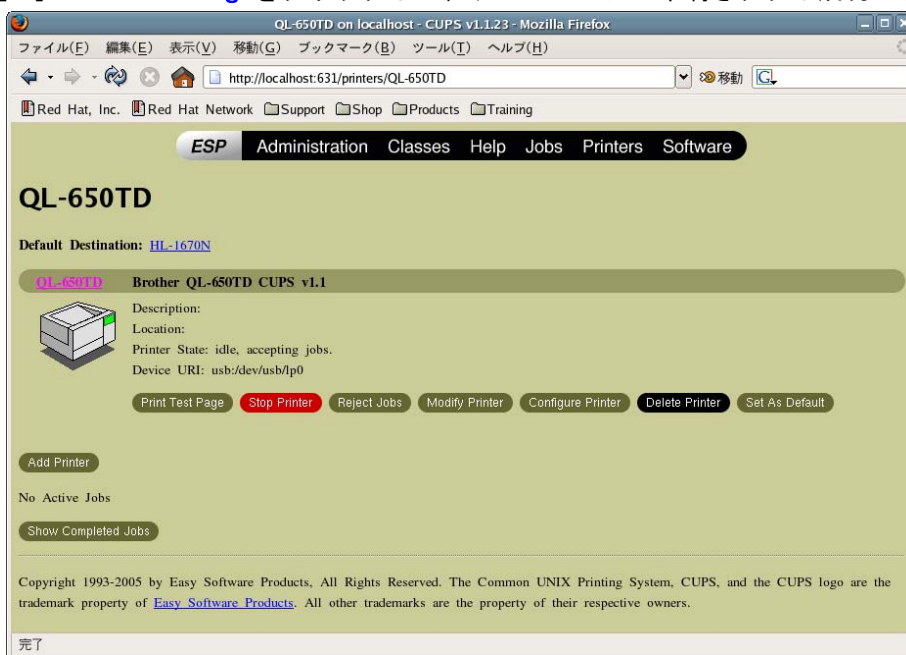 QL-650TD on localhost - CUPS v1.1.23 - Mozilla Firefox
ファイル(F) 編集(E) 表示(V) 移動(G) ブックマーク(B) ツール(T) ヘルプ(H)
http://localhost:631/printers/QL-650TD 移動 G
Red Hat, Inc. Red Hat Network Support Shop Products Training
ESP Administration Classes Help Jobs Printers Software
QL-650TD
Default Destination: HL-1670N
QL-650TD Brother QL-650TD CUPS v1.1
Description:
Location:
Printer State: idle, accepting jobs.
Device URI: usb:/dev/usb/lp0
Print Test Page Stop Printer Reject Jobs Modify Printer Configure Printer Delete Printer Set As Default
Add Printer
No Active Jobs
Show Completed Jobs
Copyright 1993-2005 by Easy Software Products, All Rights Reserved. The Common UNIX Printing System, CUPS, and the CUPS logo are the
trademark property of Easy Software Products. All other trademarks are the property of their respective owners.
完了